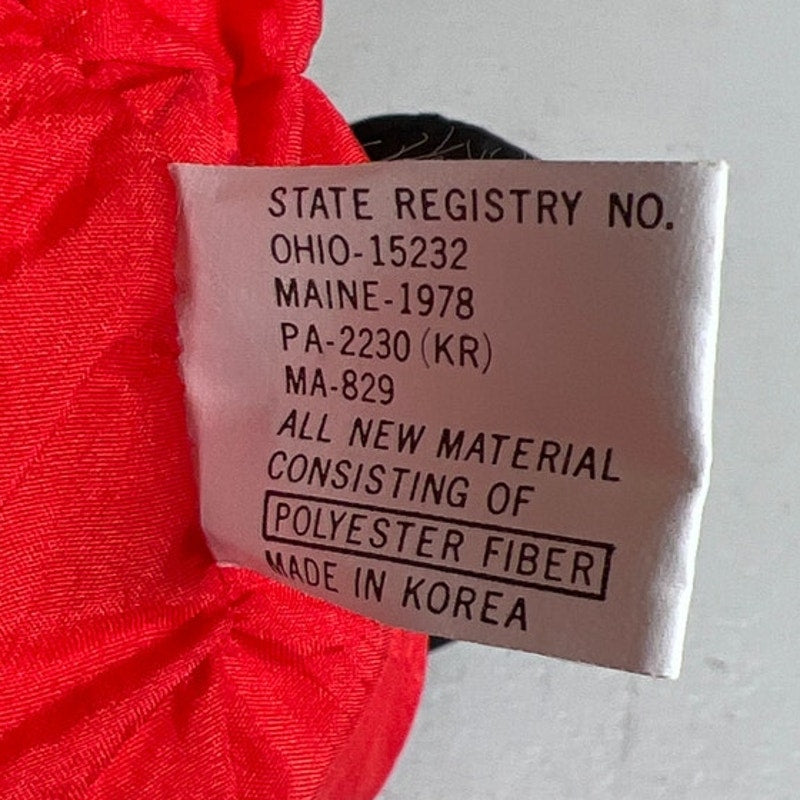 STATE REGISTRY NO.
OHIO-15232
MAINE-1978
PA-2230 (KR)
MA-829
ALL NEW MATERIAL
CONSISTING OF
POLYESTER FIBER
MADE IN KOREA